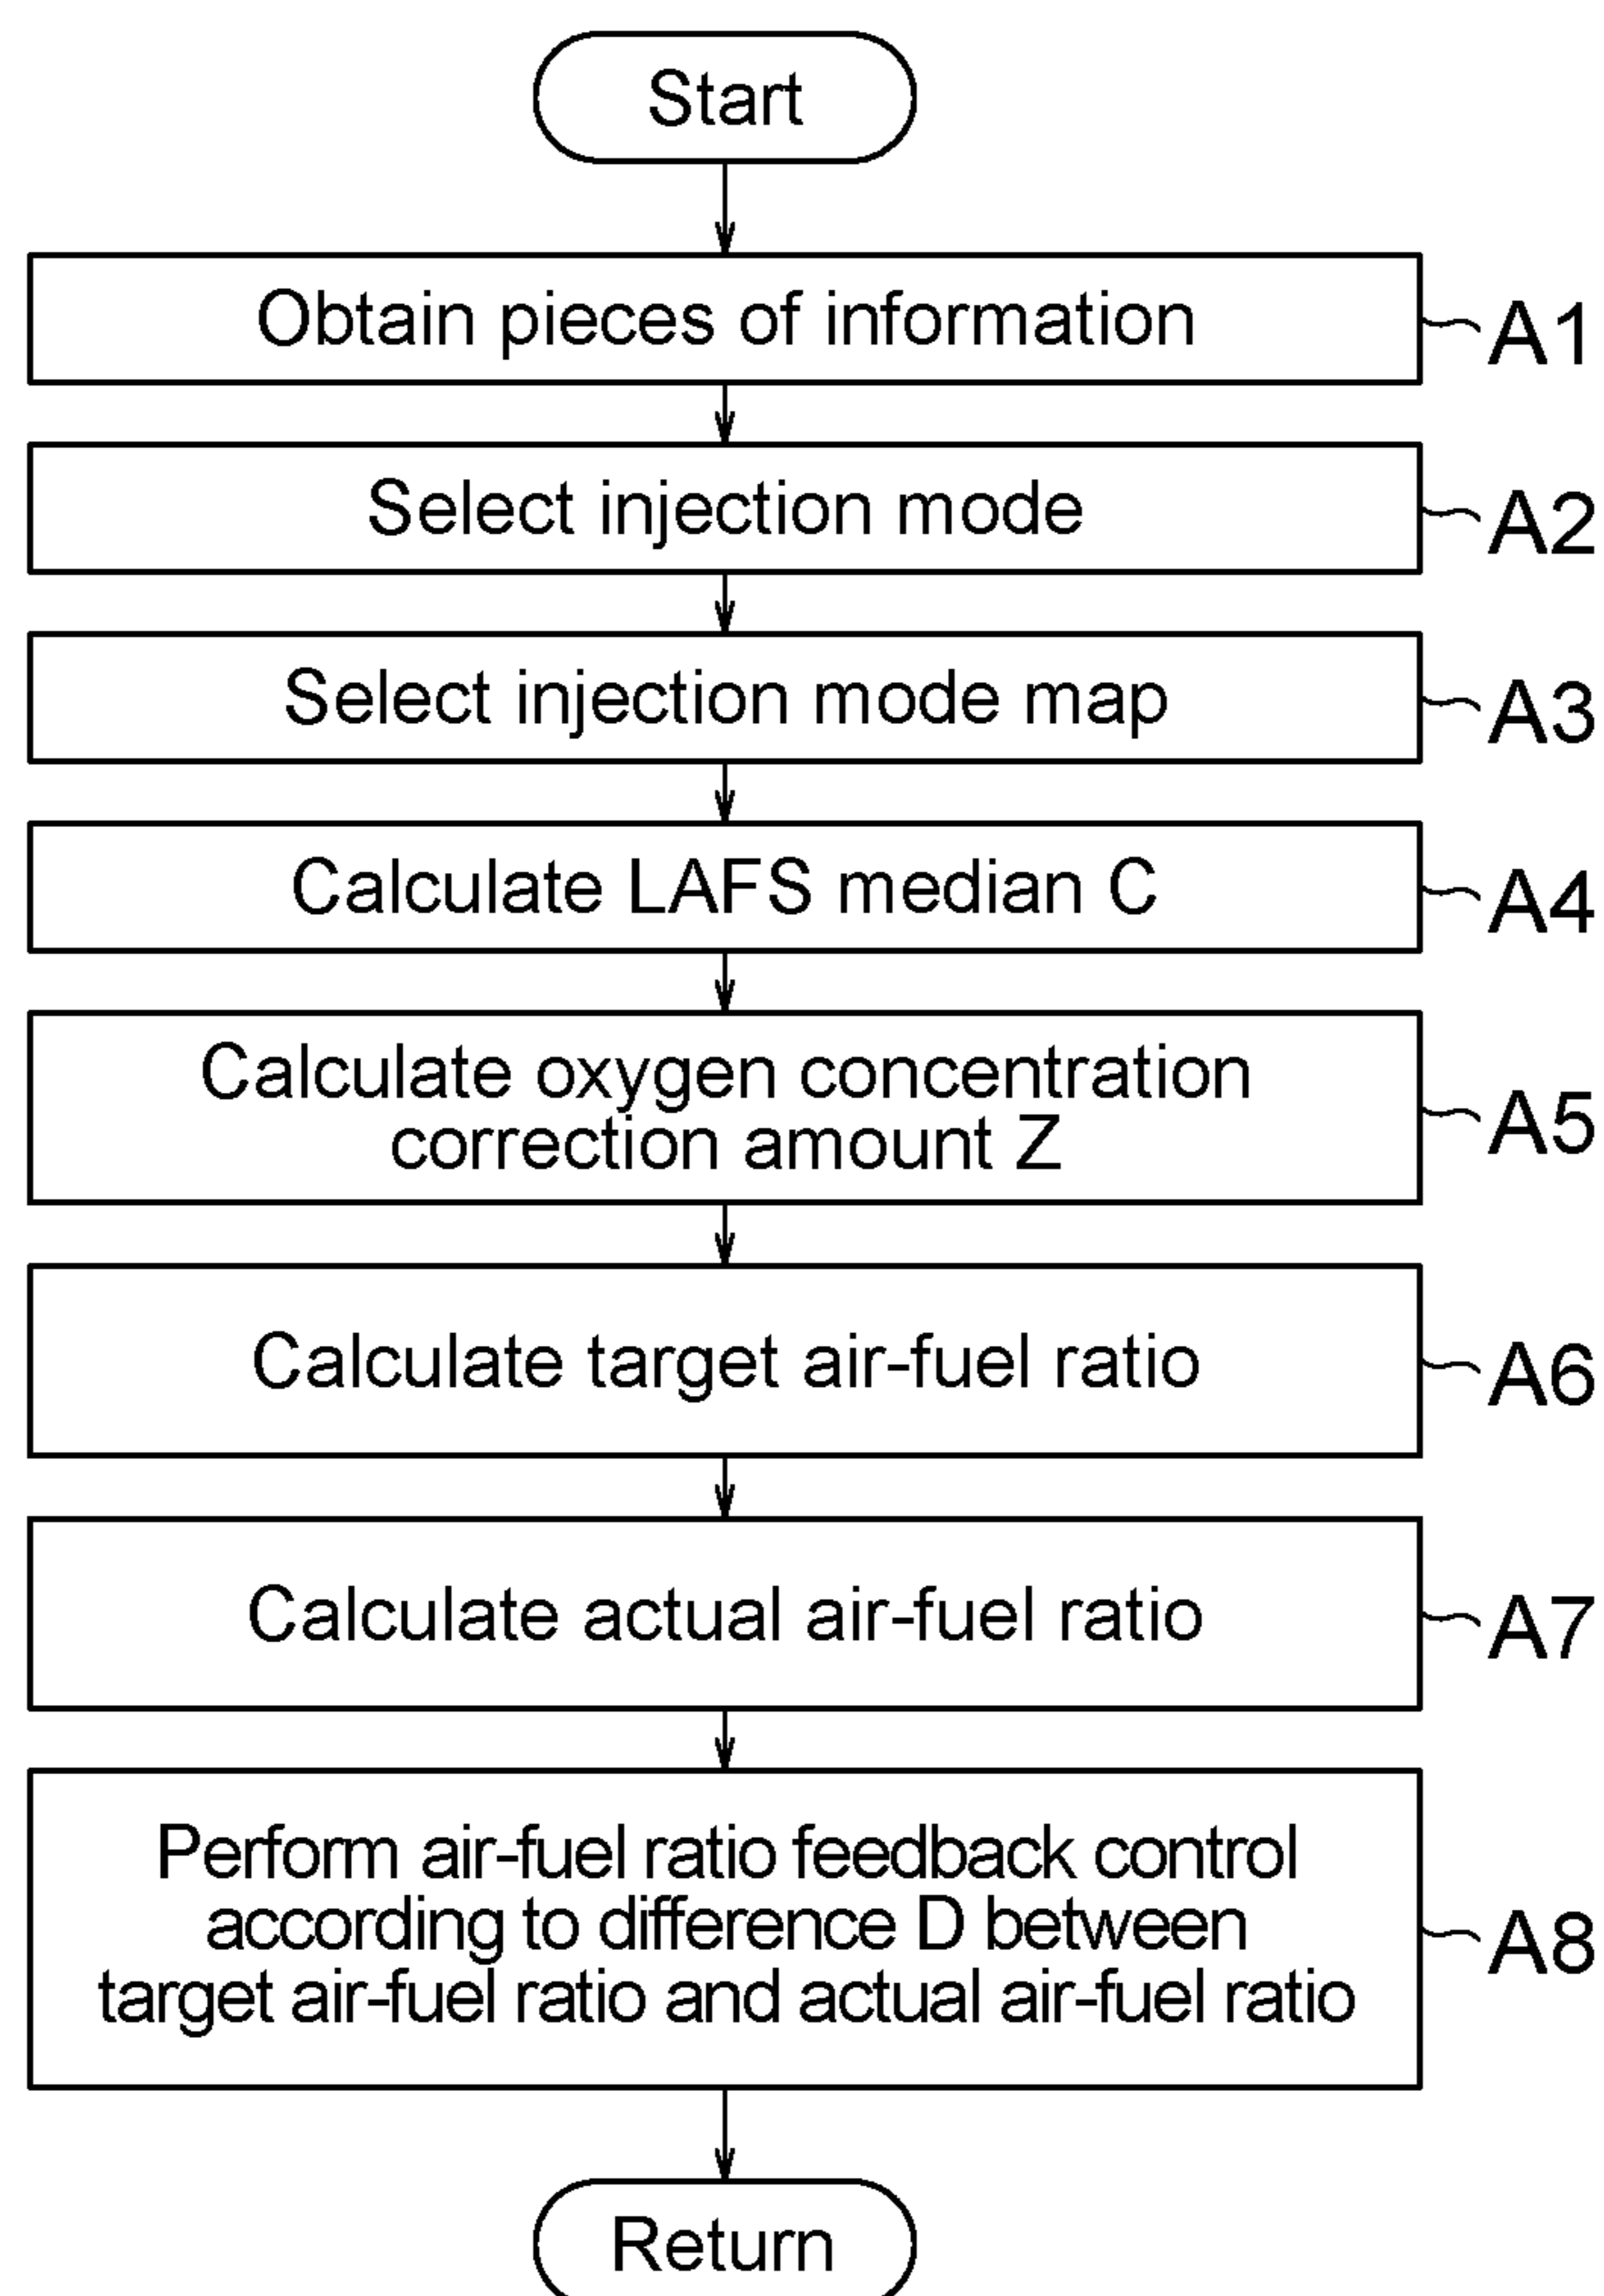 Start
Obtain pieces of information
A1
Select injection mode
A2
Select injection mode map
A3
Calculate LAFS median C
A4
Calculate oxygen concentration
correction amount Z
A5
Calculate target air-fuel ratio
A6
Calculate actual air-fuel ratio
A7
Perform air-fuel ratio feedback control
according to difference D between
target air-fuel ratio and actual air-fuel ratio
A8
Return